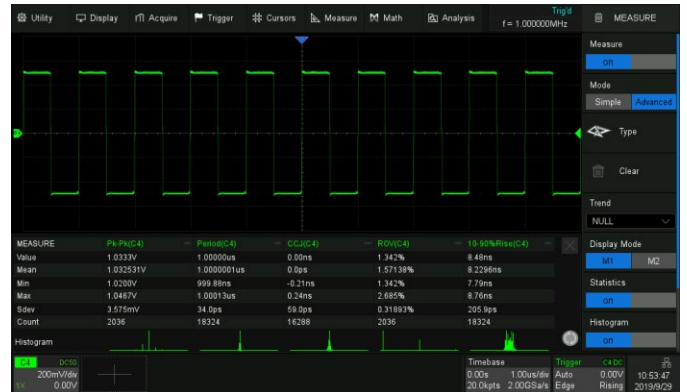 Utility Display Acquire Trigger Cursors Measure Math Analysis Trig'd f = 1.000000MHz MEASURE
Measure
on
Mode
Simple Advanced
Type
Clear
Trend
NULL
MEASURE Pk-Pk(C4) Period(C4) CCJ(C4) ROV(C4) 10-90%Rise(C4)
Value 1.0333V 1.00000us 0.00ns 1.342% 8.48ns
Mean 1.032531V 1.0000001us 0.0ps 1.57138% 8.2296ns
Min 1.0200V 999.88ns -0.21ns 1.342% 7.79ns
Max 1.0467V 1.00013us 0.24ns 2.685% 8.76ns
Sdev 3.575mV 34.0ps 59.0ps 0.31893% 205.9ps
Count 2036 18324 16288 2036 18324
Histogram
Display Mode
M1 M2
Statistics
on
Histogram
on
C4 DC50
200mV/div
1X 0.00V
Timebase
0.00s 1.00us/div
20.0kpts 2.00GSa/s
Trigger C4 DC
Auto 0.00V
Edge Rising
10:53:47
2019/9/29